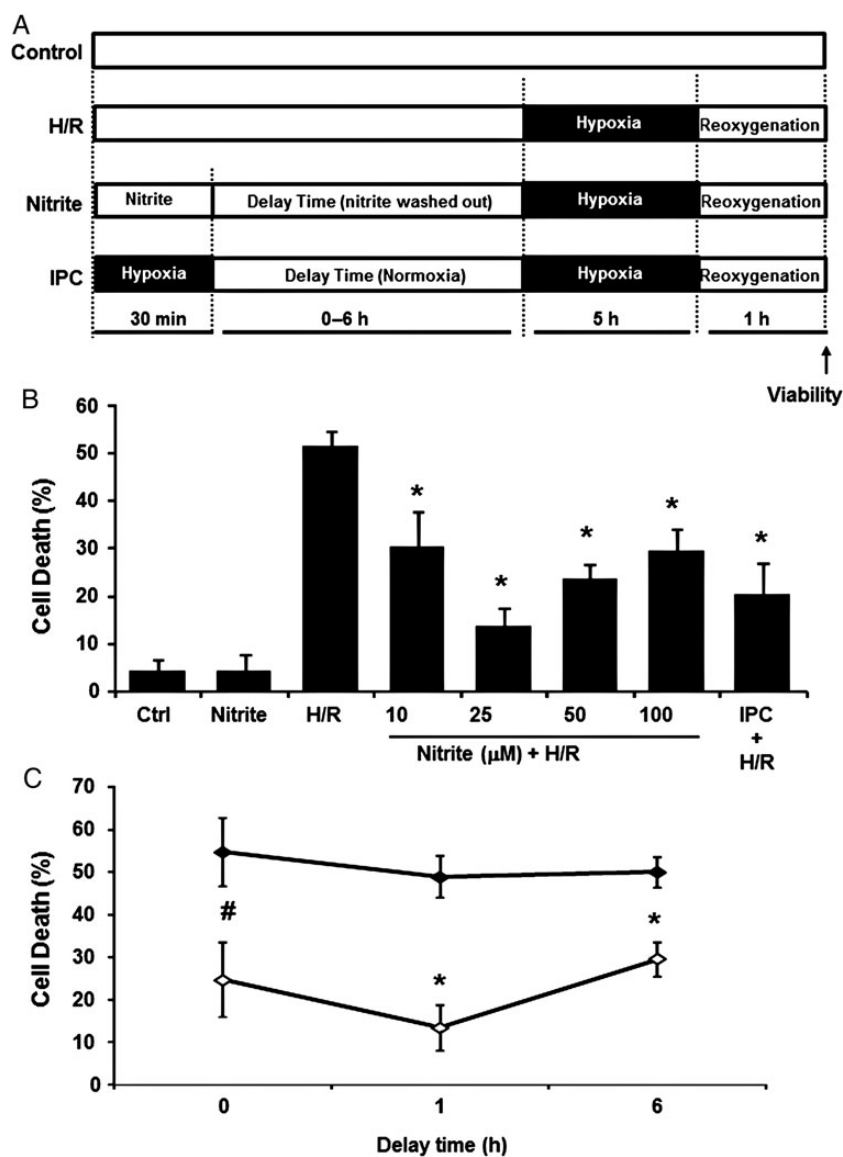 A
Control
H/R
Hypoxia
Reoxygenation
Nitrite
Nitrite
Delay Time (nitrite washed out)
Hypoxia
Reoxygenation
IPC
Hypoxia
Delay Time (Normoxia)
Hypoxia
Reoxygenation
30 min
0–6 h
5 h
1 h
Viability
B
Cell Death (%)
60
50
40
30
20
10
0
*
*
*
*
*
Ctrl
Nitrite
H/R
10
25
50
100
IPC
+
H/R
Nitrite (μM) + H/R
C
Cell Death (%)
70
60
50
40
30
20
10
0
#
*
*
0
1
6
Delay time (h)